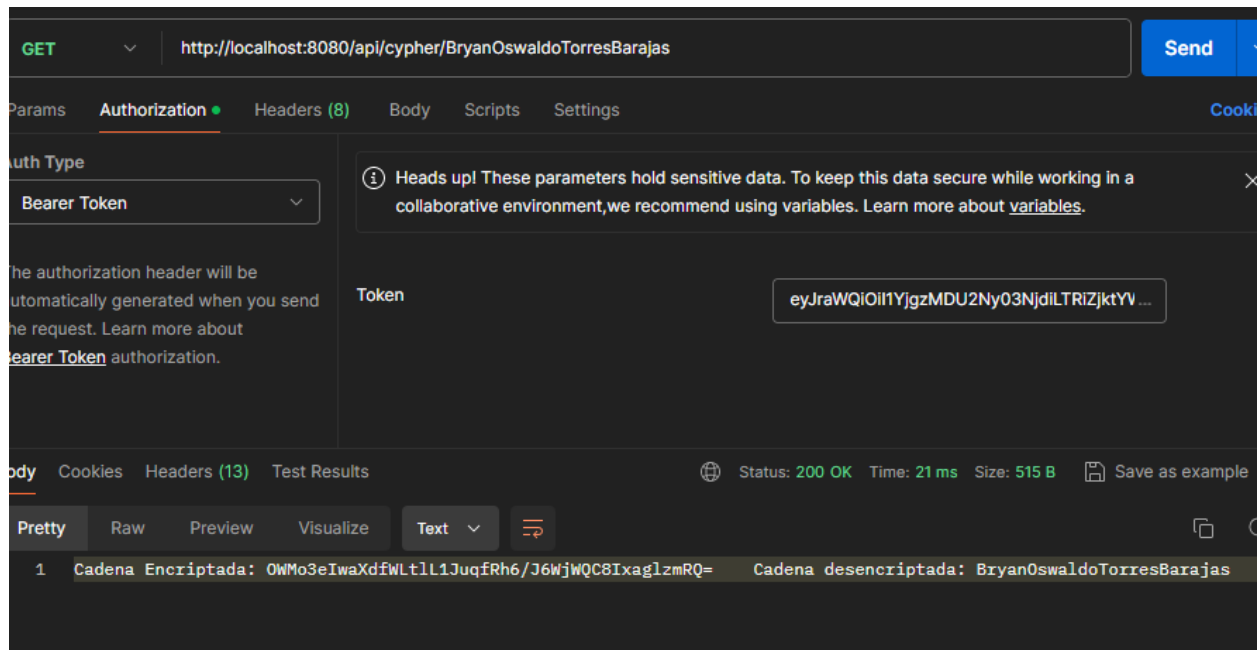 GET http://localhost:8080/api/cypher/BryanOswaldoTorresBarajas Send
Params Authorization Headers (8) Body Scripts Settings Cooki
Auth Type
Bearer Token
The authorization header will be
automatically generated when you send
the request. Learn more about
Bearer Token authorization.
Heads up! These parameters hold sensitive data. To keep this data secure while working in a
collaborative environment,we recommend using variables. Learn more about variables.
Token eyJraWQiOiI1YjgzMDU2Ny03NjdiLTRiZjktYV...
Body Cookies Headers (13) Test Results Status: 200 OK Time: 21 ms Size: 515 B Save as example
Pretty Raw Preview Visualize Text
1 Cadena Encriptada: OWMo3eIwaXdfWLtlL1JuqfRh6/J6WjWQC8IxaglzmRQ= Cadena desencriptada: BryanOswaldoTorresBarajas